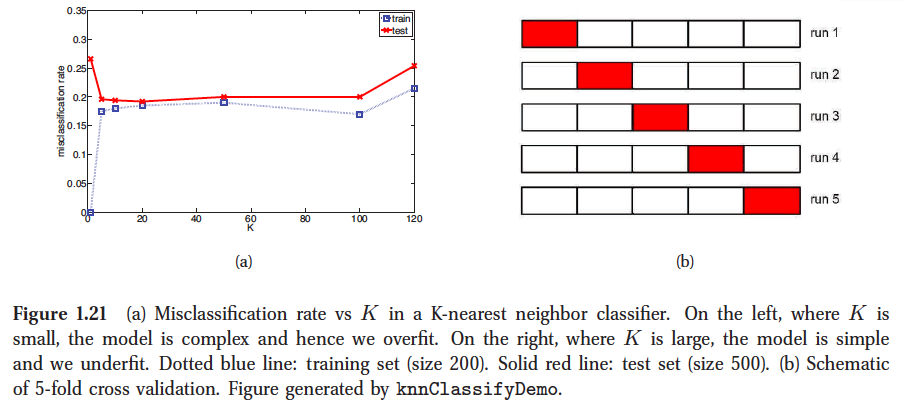 0.35
0.3
0.25
0.2
0.15
0.1
0.05
0
misclassification rate
0 20 40 60 80 100 120
K
train
test
(a)
run 1
run 2
run 3
run 4
run 5
(b)
Figure 1.21 (a) Misclassification rate vs K in a K-nearest neighbor classifier. On the left, where K is
small, the model is complex and hence we overfit. On the right, where K is large, the model is simple
and we underfit. Dotted blue line: training set (size 200). Solid red line: test set (size 500). (b) Schematic
of 5-fold cross validation. Figure generated by knnClassifyDemo.